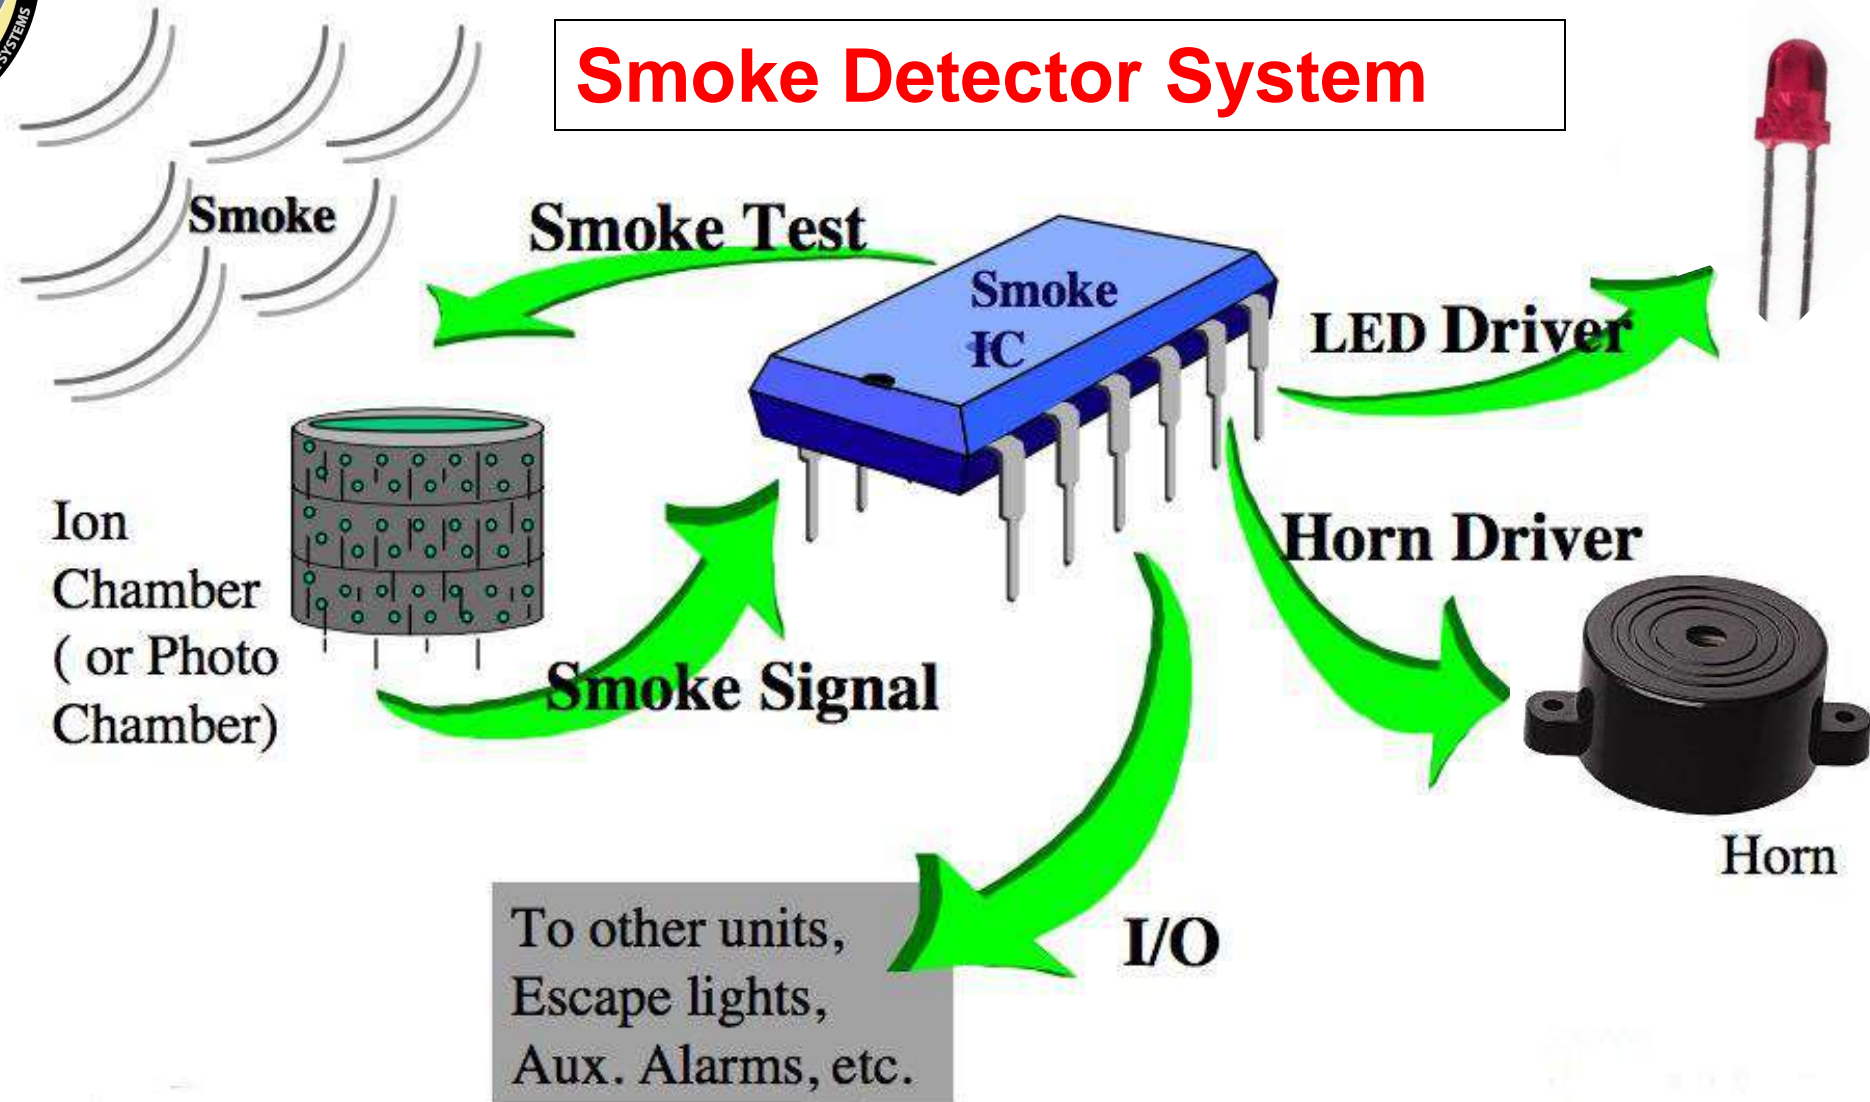 SYSTEMS
Smoke Detector System
Smoke
Smoke Test
Smoke
IC
LED Driver
Ion
Chamber
( or Photo
Chamber)
Smoke Signal
Horn Driver
Horn
I/O
To other units,
Escape lights,
Aux. Alarms, etc.